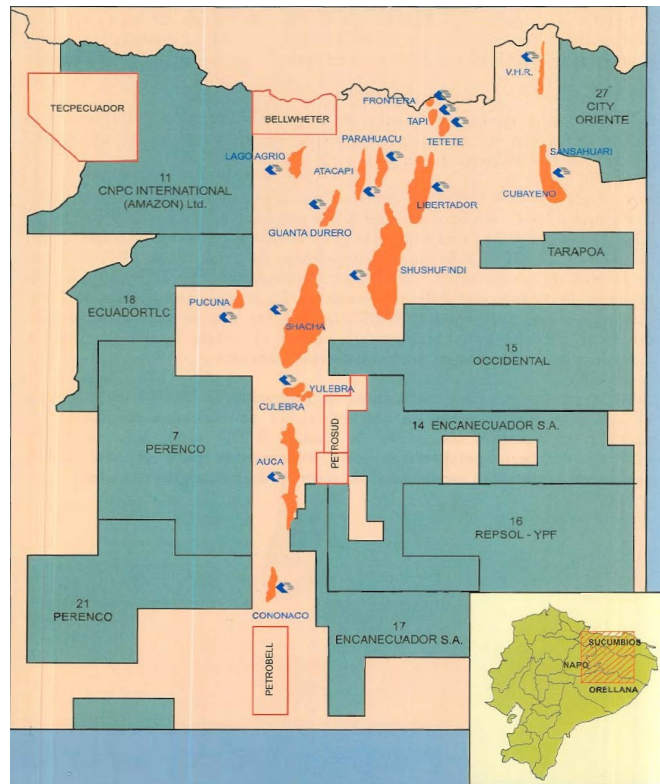 V.H.R.
27
CITY
ORIENTE
TECPECUADOR
BELLWHETER
FRONTERA
TAPI
TETETE
PARAHUACU
LAGO AGRIO
ATACAPI
SANSAHUARI
11
CNPC INTERNATIONAL
(AMAZON) Ltd.
CUBAYENO
LIBERTADOR
GUANTA DURERO
TARAPOA
SHUSHUFINDI
18
ECUADORTLC
PUCUNA
SHACHA
15
OCCIDENTAL
YULEBRA
CULEBRA
7
PERENCO
PETROSUD
14 ENCANECUADOR S.A.
AUCA
16
REPSOL - YPF
21
PERENCO
CONONACO
17
ENCANECUADOR S.A.
PETROBELL
SUCUMBIOS
NAPO
ORELLANA